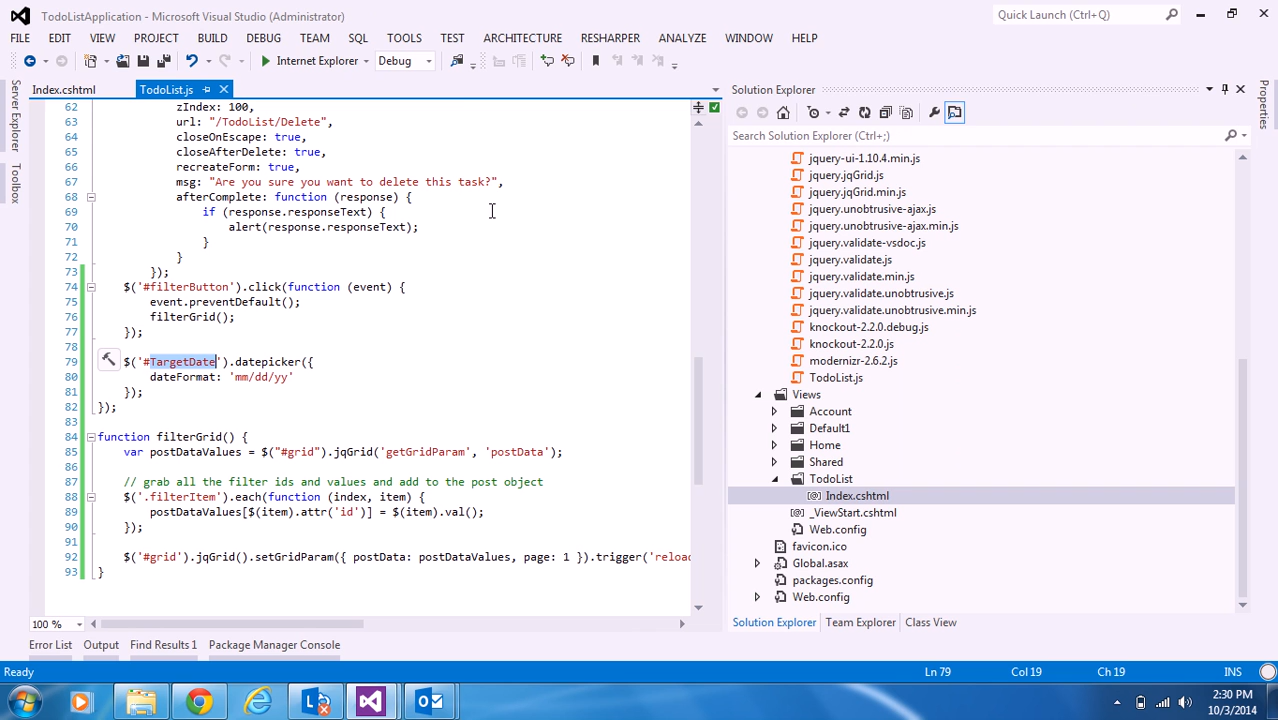 TodoListApplication - Microsoft Visual Studio (Administrator)
Quick Launch (Ctrl+Q)
FILE EDIT VIEW PROJECT BUILD DEBUG TEAM SQL TOOLS TEST ARCHITECTURE RESHARPER ANALYZE WINDOW HELP
Internet Explorer Debug
Server Explorer
Toolbox
Index.cshtml TodoList.js
62 zIndex: 100,
63 url: "/TodoList/Delete",
64 closeOnEscape: true,
65 closeAfterDelete: true,
66 recreateForm: true,
67 msg: "Are you sure you want to delete this task?",
68 afterComplete: function (response) {
69 if (response.responseText) {
70 alert(response.responseText);
71 }
72 }
73 });
74 $('#filterButton').click(function (event) {
75 event.preventDefault();
76 filterGrid();
77 });
78
79 $('#TargetDate').datepicker({
80 dateFormat: 'mm/dd/yy'
81 });
82 });
83
84 function filterGrid() {
85 var postDataValues = $("#grid").jqGrid('getGridParam', 'postData');
86
87 // grab all the filter ids and values and add to the post object
88 $('.filterItem').each(function (index, item) {
89 postDataValues[$(item).attr('id')] = $(item).val();
90 });
91
92 $('#grid').jqGrid().setGridParam({ postData: postDataValues, page: 1 }).trigger('reload
93 }
100 %
Error List Output Find Results 1 Package Manager Console
Solution Explorer
Search Solution Explorer (Ctrl+;)
jquery-ui-1.10.4.min.js
jquery.jqGrid.js
jquery.jqGrid.min.js
jquery.unobtrusive-ajax.js
jquery.unobtrusive-ajax.min.js
jquery.validate-vsdoc.js
jquery.validate.js
jquery.validate.min.js
jquery.validate.unobtrusive.js
jquery.validate.unobtrusive.min.js
knockout-2.2.0.debug.js
knockout-2.2.0.js
modernizr-2.6.2.js
TodoList.js
Views
Account
Default1
Home
Shared
TodoList
Index.cshtml
_ViewStart.cshtml
Web.config
favicon.ico
Global.asax
packages.config
Web.config
Solution Explorer Team Explorer Class View
Properties
Ready Ln 79 Col 19 Ch 19 INS
2:30 PM
10/3/2014